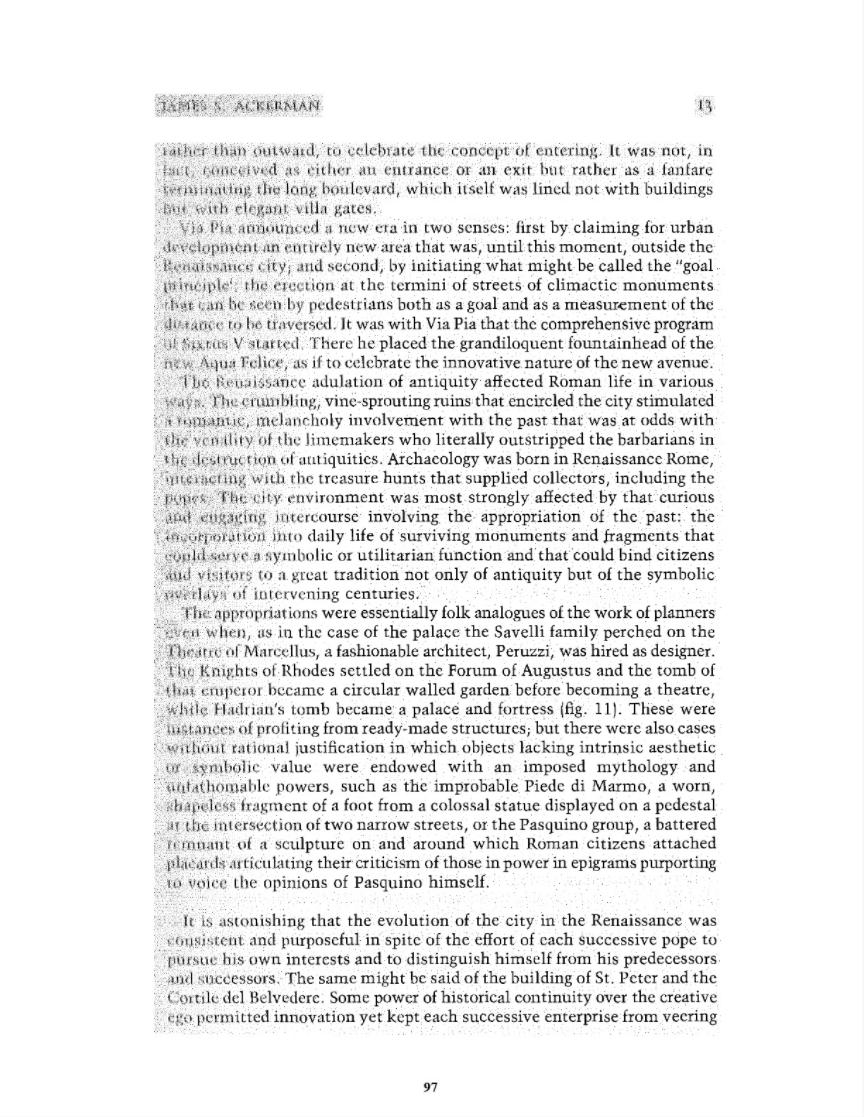 JAMES S. ACKERMAN 13
rather than outward, to celebrate the concept of entering. It was not, in
fact, conceived as either an entrance or an exit but rather as a fanfare
terminating the long boulevard, which itself was lined not with buildings
but with elegant villa gates.
Via Pia announced a new era in two senses: first by claiming for urban
development an entirely new area that was, until this moment, outside the
Renaissance city; and second, by initiating what might be called the "goal
principle": the erection at the termini of streets of climactic monuments
that can be seen by pedestrians both as a goal and as a measurement of the
distance to be traversed. It was with Via Pia that the comprehensive program
of Sixtus V started. There he placed the grandiloquent fountainhead of the
new Aqua Felice, as if to celebrate the innovative nature of the new avenue.
The Renaissance adulation of antiquity affected Roman life in various
ways. The crumbling, vine-sprouting ruins that encircled the city stimulated
a romantic, melancholy involvement with the past that was at odds with
the venality of the limemakers who literally outstripped the barbarians in
the destruction of antiquities. Archaeology was born in Renaissance Rome,
interacting with the treasure hunts that supplied collectors, including the
popes. The city environment was most strongly affected by that curious
and engaging intercourse involving the appropriation of the past: the
incorporation into daily life of surviving monuments and fragments that
could serve a symbolic or utilitarian function and that could bind citizens
and visitors to a great tradition not only of antiquity but of the symbolic
overlays of intervening centuries.
The appropriations were essentially folk analogues of the work of planners
even when, as in the case of the palace the Savelli family perched on the
Theatre of Marcellus, a fashionable architect, Peruzzi, was hired as designer.
The Knights of Rhodes settled on the Forum of Augustus and the tomb of
that emperor became a circular walled garden before becoming a theatre,
while Hadrian's tomb became a palace and fortress (fig. 11). These were
instances of profiting from ready-made structures; but there were also cases
without rational justification in which objects lacking intrinsic aesthetic
or symbolic value were endowed with an imposed mythology and
unfathomable powers, such as the improbable Piede di Marmo, a worn,
shapeless fragment of a foot from a colossal statue displayed on a pedestal
at the intersection of two narrow streets, or the Pasquino group, a battered
remnant of a sculpture on and around which Roman citizens attached
placards articulating their criticism of those in power in epigrams purporting
to voice the opinions of Pasquino himself.
It is astonishing that the evolution of the city in the Renaissance was
consistent and purposeful in spite of the effort of each successive pope to
pursue his own interests and to distinguish himself from his predecessors
and successors. The same might be said of the building of St. Peter and the
Cortile del Belvedere. Some power of historical continuity over the creative
ego permitted innovation yet kept each successive enterprise from veering
97